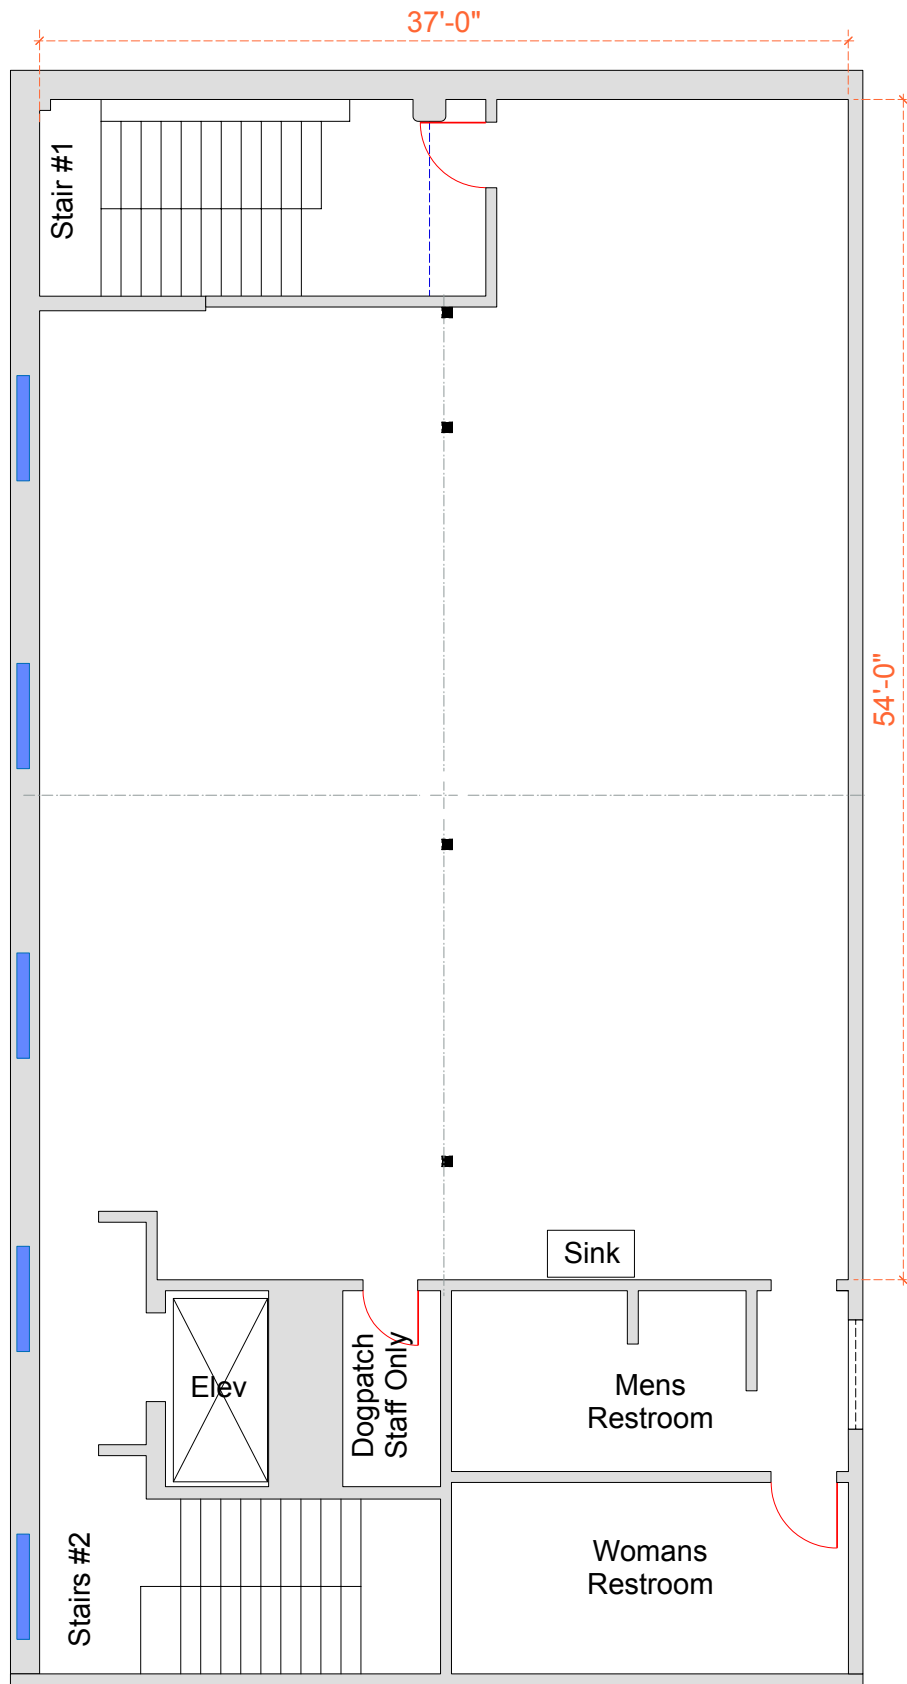 37'-0"
Stair #1
54'-0"
Sink
Elev
Dogpatch
Staff Only
Mens
Restroom
Stairs #2
Womans
Restroom